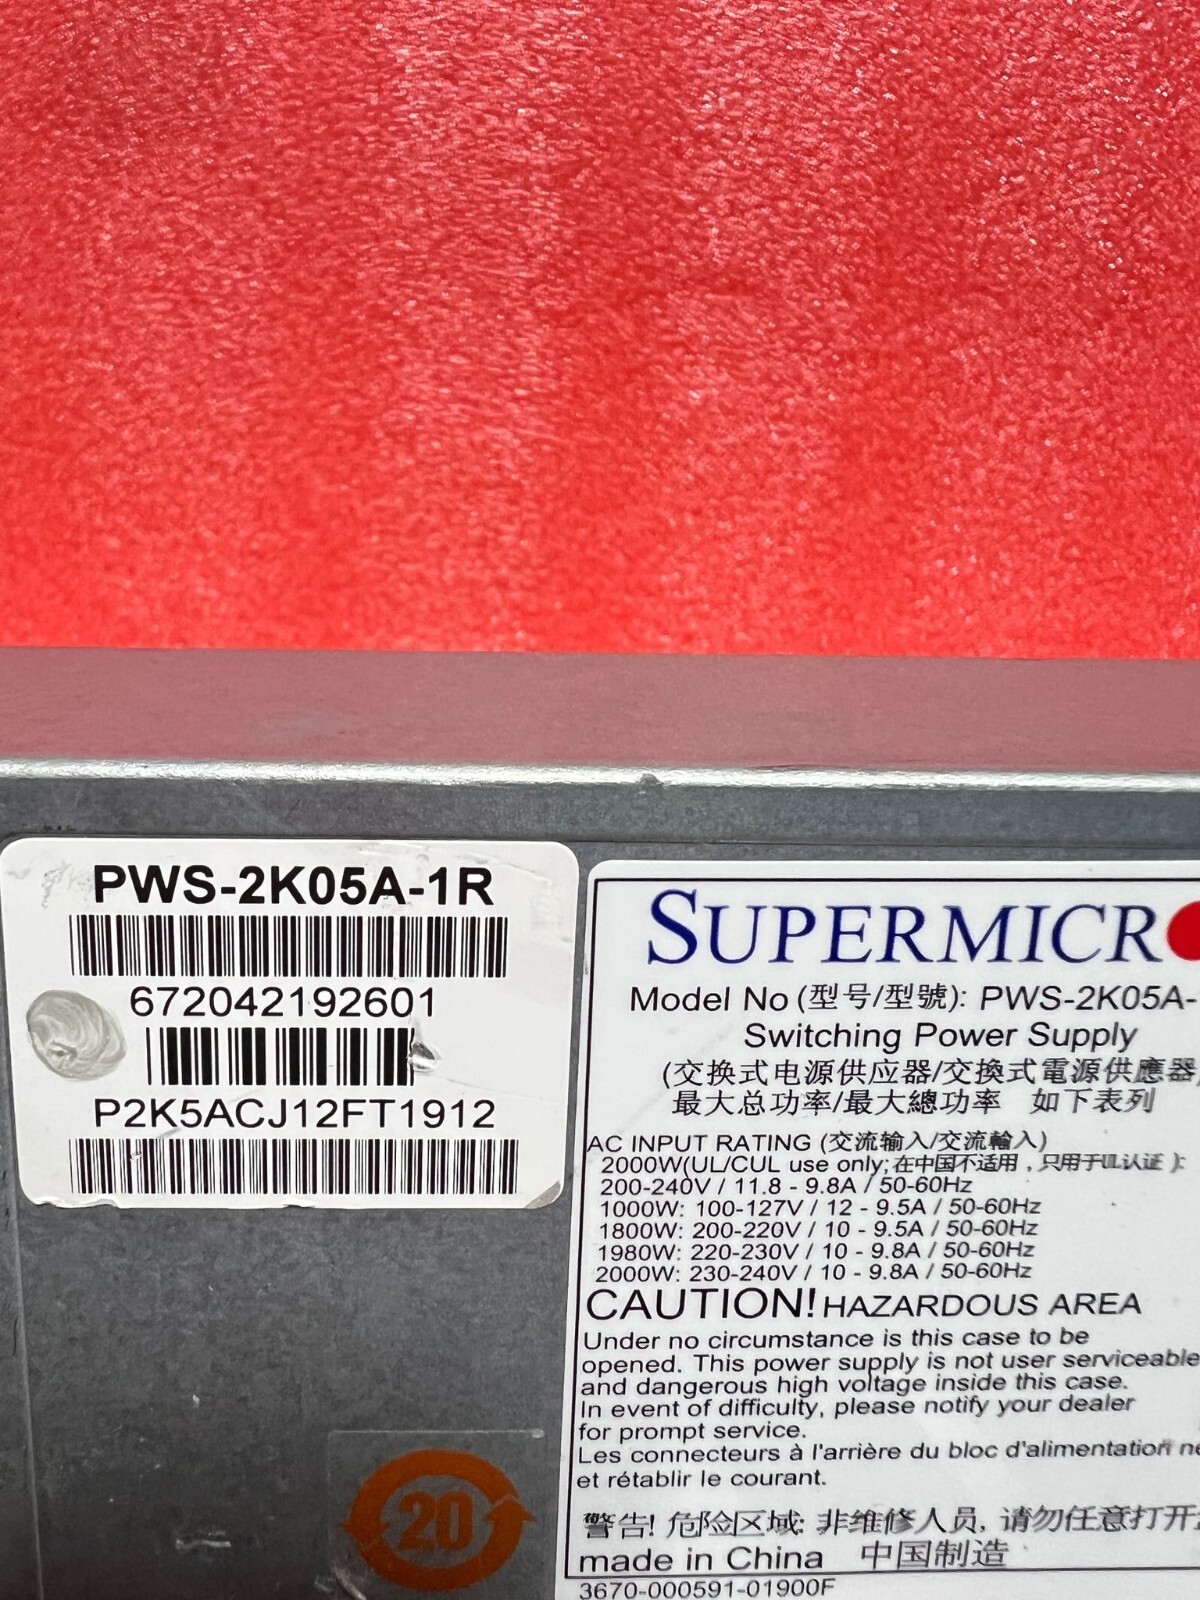 PWS-2K05A-1R
672042192601
P2K5ACJ12FT1912
SUPERMICR
Model No (型号/型號): PWS-2K05A-
Switching Power Supply
(交换式电源供应器/交換式電源供應器
最大总功率/最大總功率 如下表列
AC INPUT RATING (交流输入/交流輸入)
2000W(UL/CUL use only; 在中国不适用，只用于UL认证 ):
200-240V / 11.8 - 9.8A / 50-60Hz
1000W: 100-127V / 12 - 9.5A / 50-60Hz
1800W: 200-220V / 10 - 9.5A / 50-60Hz
1980W: 220-230V / 10 - 9.8A / 50-60Hz
2000W: 230-240V / 10 - 9.8A / 50-60Hz
CAUTION! HAZARDOUS AREA
Under no circumstance is this case to be
opened. This power supply is not user serviceable
and dangerous high voltage inside this case.
In event of difficulty, please notify your dealer
for prompt service.
Les connecteurs à l'arrière du bloc d'alimentation ne
et rétablir le courant.
警告! 危险区域: 非维修人员, 请勿任意打开
made in China 中国制造
3670-000591-01900F
20